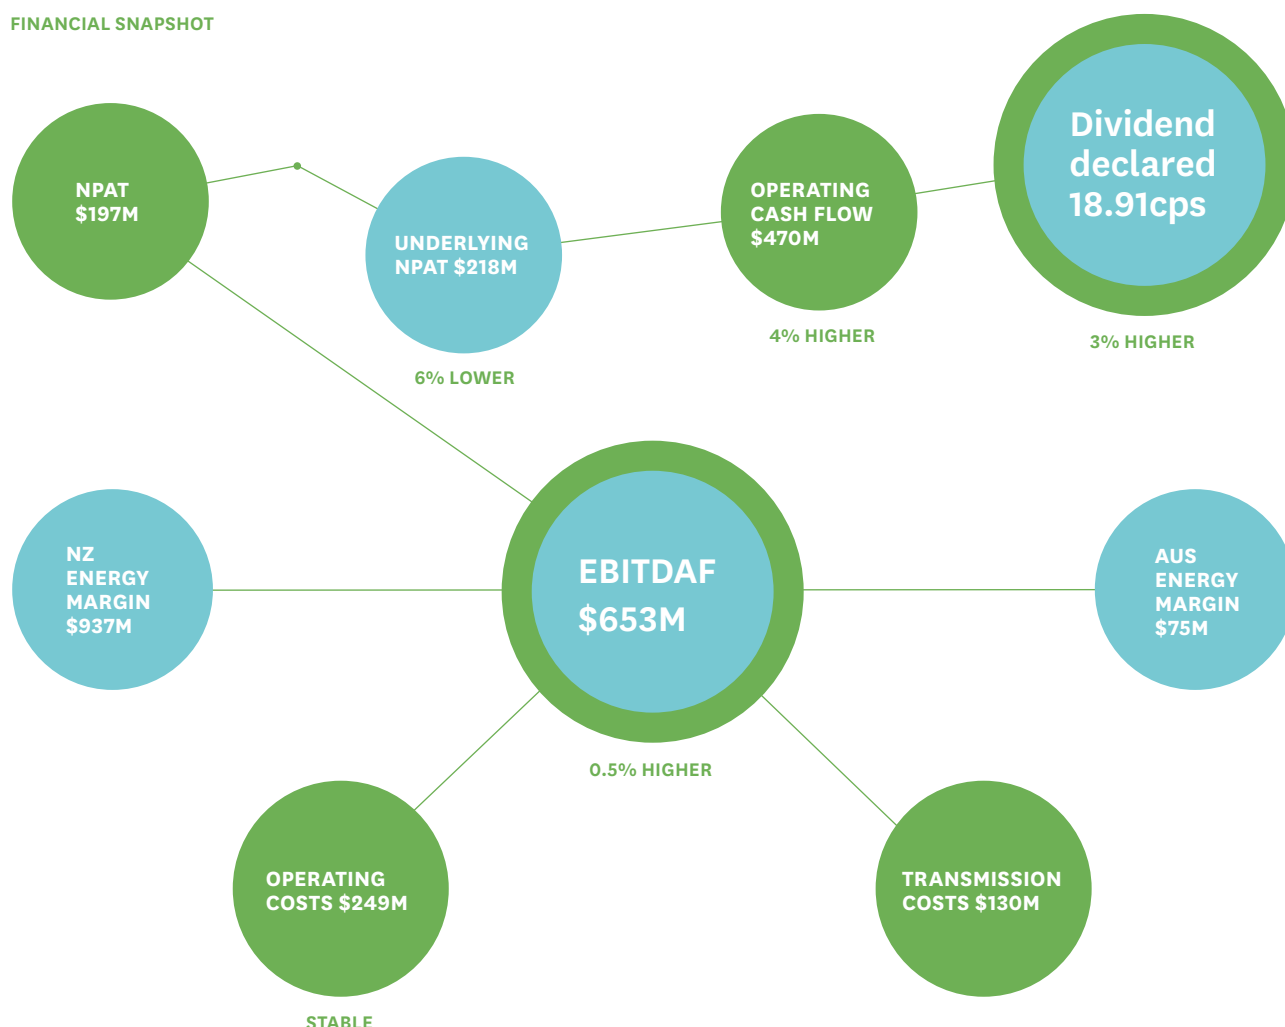 FINANCIAL SNAPSHOT
NPAT
$197M
UNDERLYING
NPAT $218M
6% LOWER
OPERATING
CASH FLOW
$470M
4% HIGHER
Dividend
declared
18.91cps
3% HIGHER
NZ
ENERGY
MARGIN
$937M
EBITDAF
$653M
0.5% HIGHER
AUS
ENERGY
MARGIN
$75M
OPERATING
COSTS $249M
STABLE
TRANSMISSION
COSTS $130M